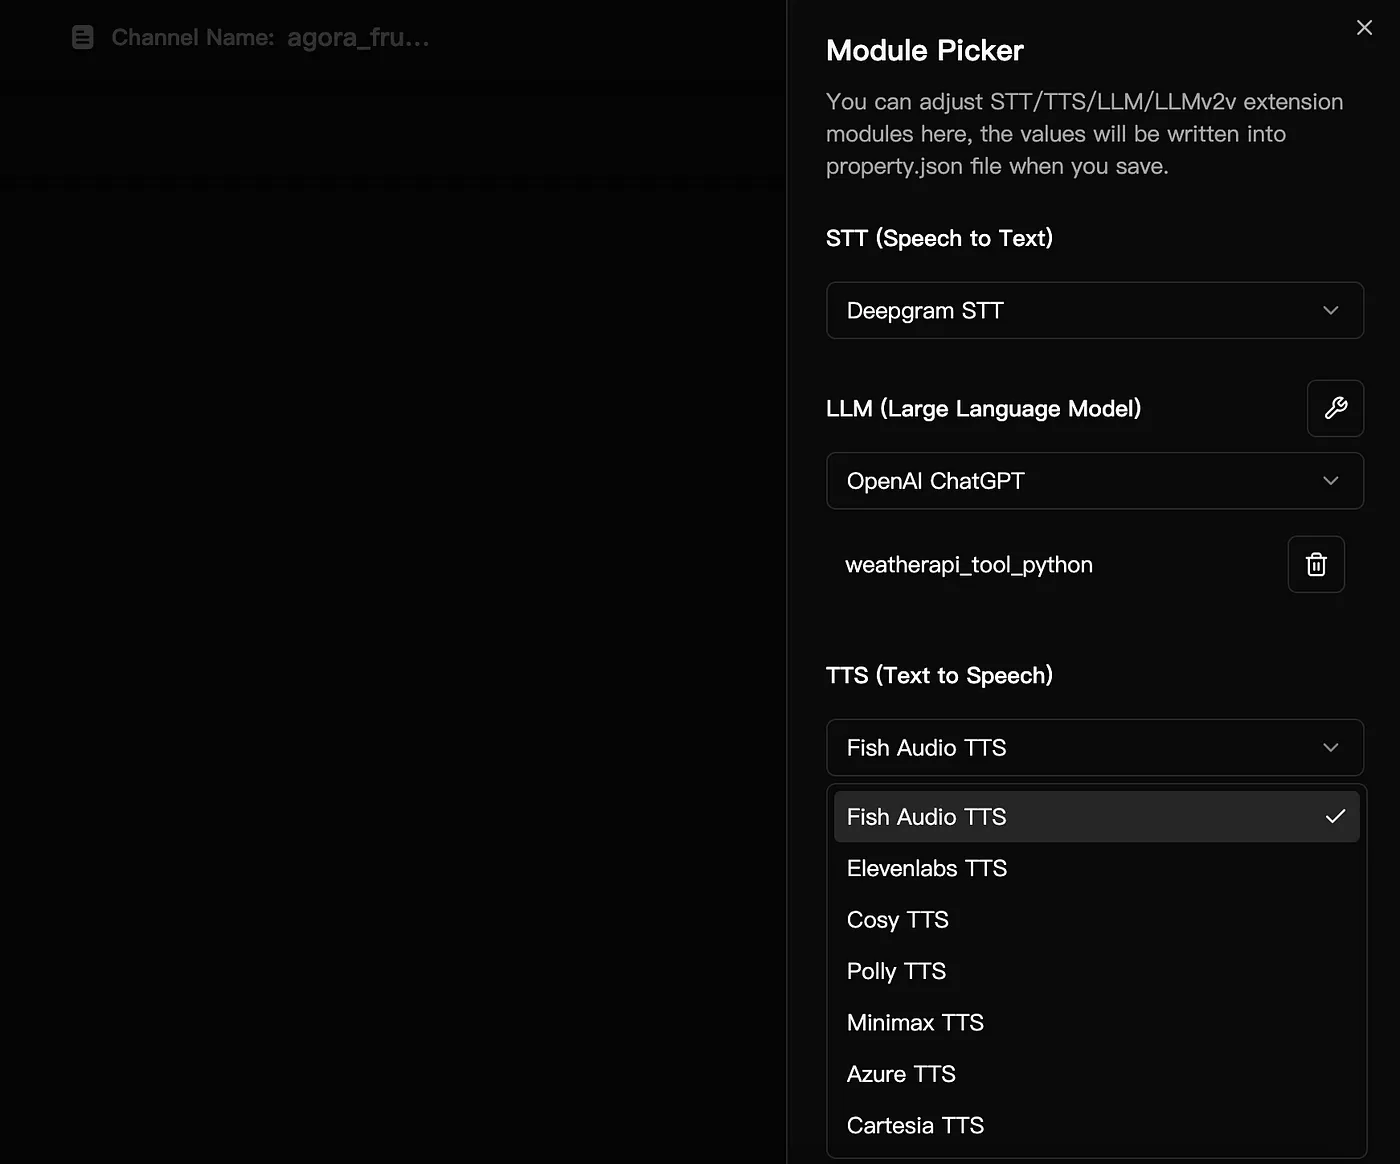 Channel Name: agora_fru...
Module Picker
You can adjust STT/TTS/LLM/LLMv2v extension
modules here, the values will be written into
property.json file when you save.
STT (Speech to Text)
Deepgram STT
LLM (Large Language Model)
OpenAI ChatGPT
weatherapi_tool_python
TTS (Text to Speech)
Fish Audio TTS
Fish Audio TTS
Elevenlabs TTS
Cosy TTS
Polly TTS
Minimax TTS
Azure TTS
Cartesia TTS